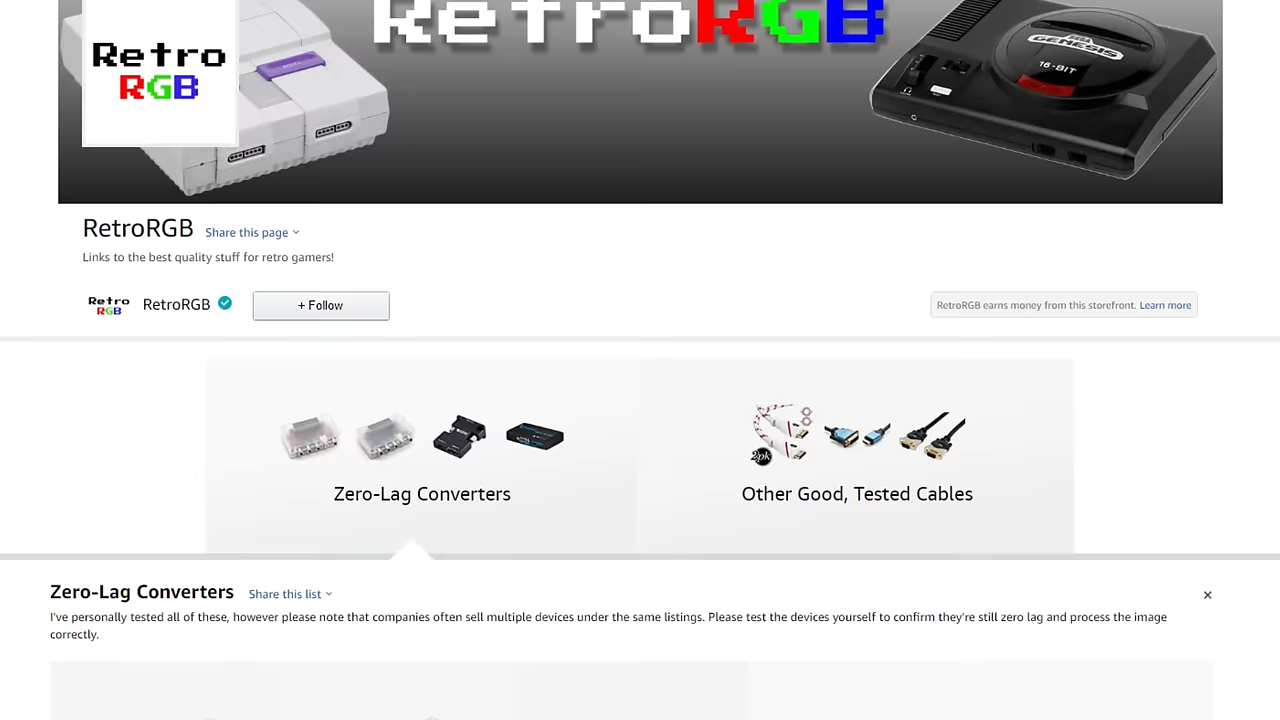 RetroRGB
Retro
RGB
GENESIS
16-BIT
RetroRGB Share this page
Links to the best quality stuff for retro gamers!
Retro
RGB
RetroRGB
+ Follow
RetroRGB earns money from this storefront. Learn more
2pk
Zero-Lag Converters
Other Good, Tested Cables
Zero-Lag Converters Share this list
×
I've personally tested all of these, however please note that companies often sell multiple devices under the same listings. Please test the devices yourself to confirm they're still zero lag and process the image
correctly.